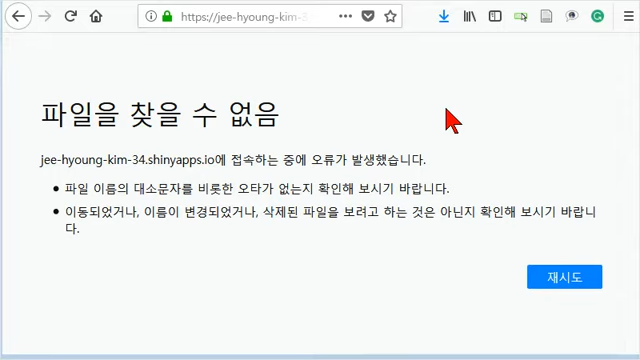 https://jee-hyoung-kim-3
파일을 찾을 수 없음
jee-hyoung-kim-34.shinyapps.io에 접속하는 중에 오류가 발생했습니다.
파일 이름의 대소문자를 비롯한 오타가 없는지 확인해 보시기 바랍니다.
이동되었거나, 이름이 변경되었거나, 삭제된 파일을 보려고 하는 것은 아닌지 확인해 보시기 바랍니
다.
재시도